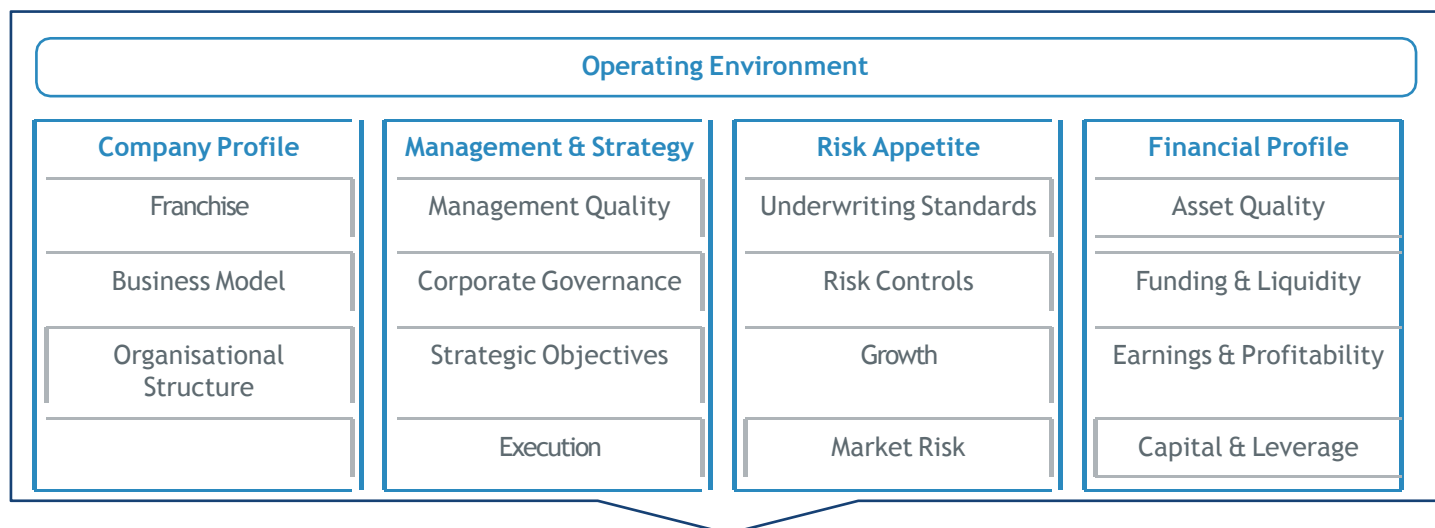 Operating Environment
Company Profile
Franchise
Business Model
Organisational
Structure
Management & Strategy
Management Quality
Corporate Governance
Strategic Objectives
Execution
Risk Appetite
Underwriting Standards
Risk Controls
Growth
Market Risk
Financial Profile
Asset Quality
Funding & Liquidity
Earnings & Profitability
Capital & Leverage